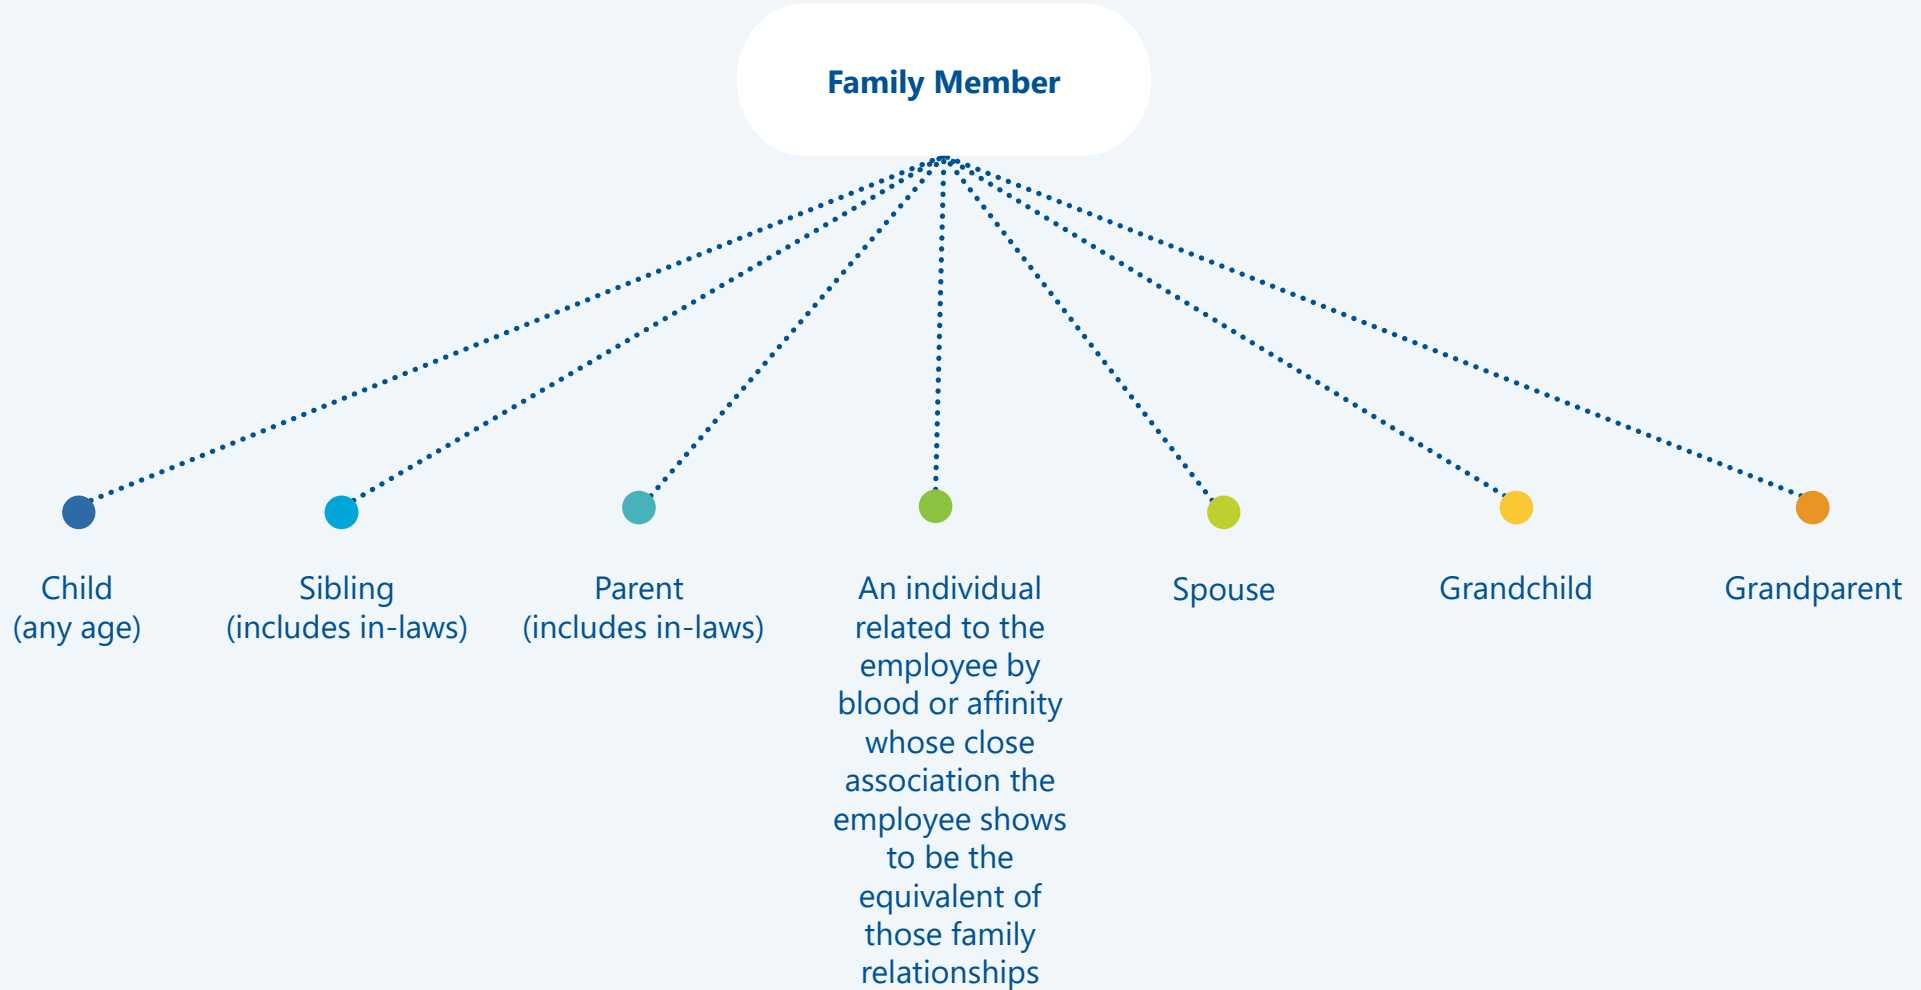 Family Member
Child
(any age)
Sibling
(includes in-laws)
Parent
(includes in-laws)
An individual
related to the
employee by
blood or affinity
whose close
association the
employee shows
to be the
equivalent of
those family
relationships
Spouse
Grandchild
Grandparent